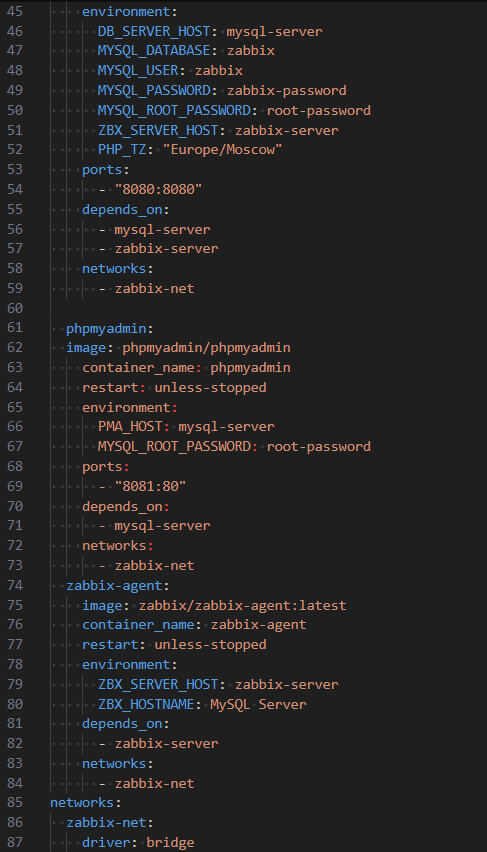 45 environment:
46 DB_SERVER_HOST: mysql-server
47 MYSQL_DATABASE: zabbix
48 MYSQL_USER: zabbix
49 MYSQL_PASSWORD: zabbix-password
50 MYSQL_ROOT_PASSWORD: root-password
51 ZBX_SERVER_HOST: zabbix-server
52 PHP_TZ: "Europe/Moscow"
53 ports:
54 - "8080:8080"
55 depends_on:
56 - mysql-server
57 - zabbix-server
58 networks:
59 - zabbix-net
60
61 phpmyadmin:
62 image: phpmyadmin/phpmyadmin
63 container_name: phpmyadmin
64 restart: unless-stopped
65 environment:
66 PMA_HOST: mysql-server
67 MYSQL_ROOT_PASSWORD: root-password
68 ports:
69 - "8081:80"
70 depends_on:
71 - mysql-server
72 networks:
73 - zabbix-net
74 zabbix-agent:
75 image: zabbix/zabbix-agent:latest
76 container_name: zabbix-agent
77 restart: unless-stopped
78 environment:
79 ZBX_SERVER_HOST: zabbix-server
80 ZBX_HOSTNAME: MySQL Server
81 depends_on:
82 - zabbix-server
83 networks:
84 - zabbix-net
85 networks:
86 zabbix-net:
87 driver: bridge